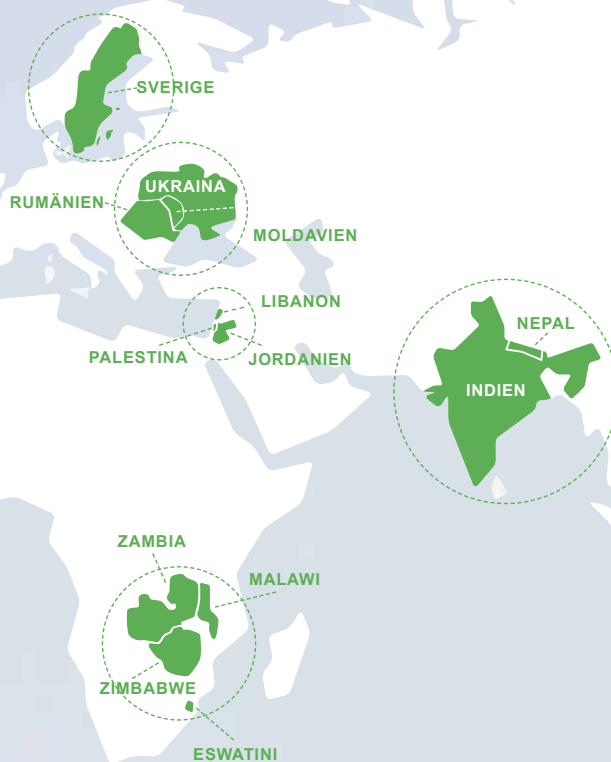 SVERIGE
UKRAINA
RUMÄNIEN
MOLDAVIEN
LIBANON
NEPAL
PALESTINA
JORDANIEN
INDIEN
ZAMBIA
MALAWI
ZIMBABWE
ESWATINI